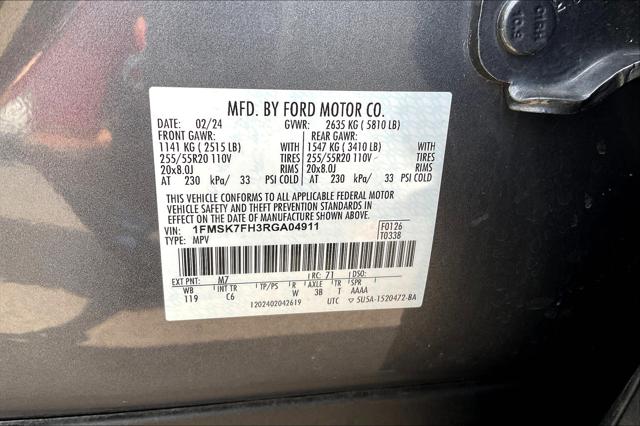 MFD. BY FORD MOTOR CO.
DATE: 02/24 GVWR: 2635 KG ( 5810 LB)
FRONT GAWR: REAR GAWR:
1141 KG ( 2515 LB) WITH 1547 KG ( 3410 LB) WITH
255/55R20 110V TIRES 255/55R20 110V TIRES
20x8.0J RIMS 20x8.0J RIMS
AT 230 kPa/ 33 PSI COLD AT 230 kPa/ 33 PSI COLD
THIS VEHICLE CONFORMS TO ALL APPLICABLE FEDERAL MOTOR
VEHICLE SAFETY AND THEFT PREVENTION STANDARDS IN
EFFECT ON THE DATE OF MANUFACTURE SHOWN ABOVE.
VIN: 1FMSK7FH3RGA04911 F0126
TYPE: MPV T0338
EXT PNT: M7 RC: 71 DSO:
WB INT TR TP/PS R AXLE TR SPR
119 C6 W 3B T AAAA
1202402042619 UTC 5U5A-1520472-BA